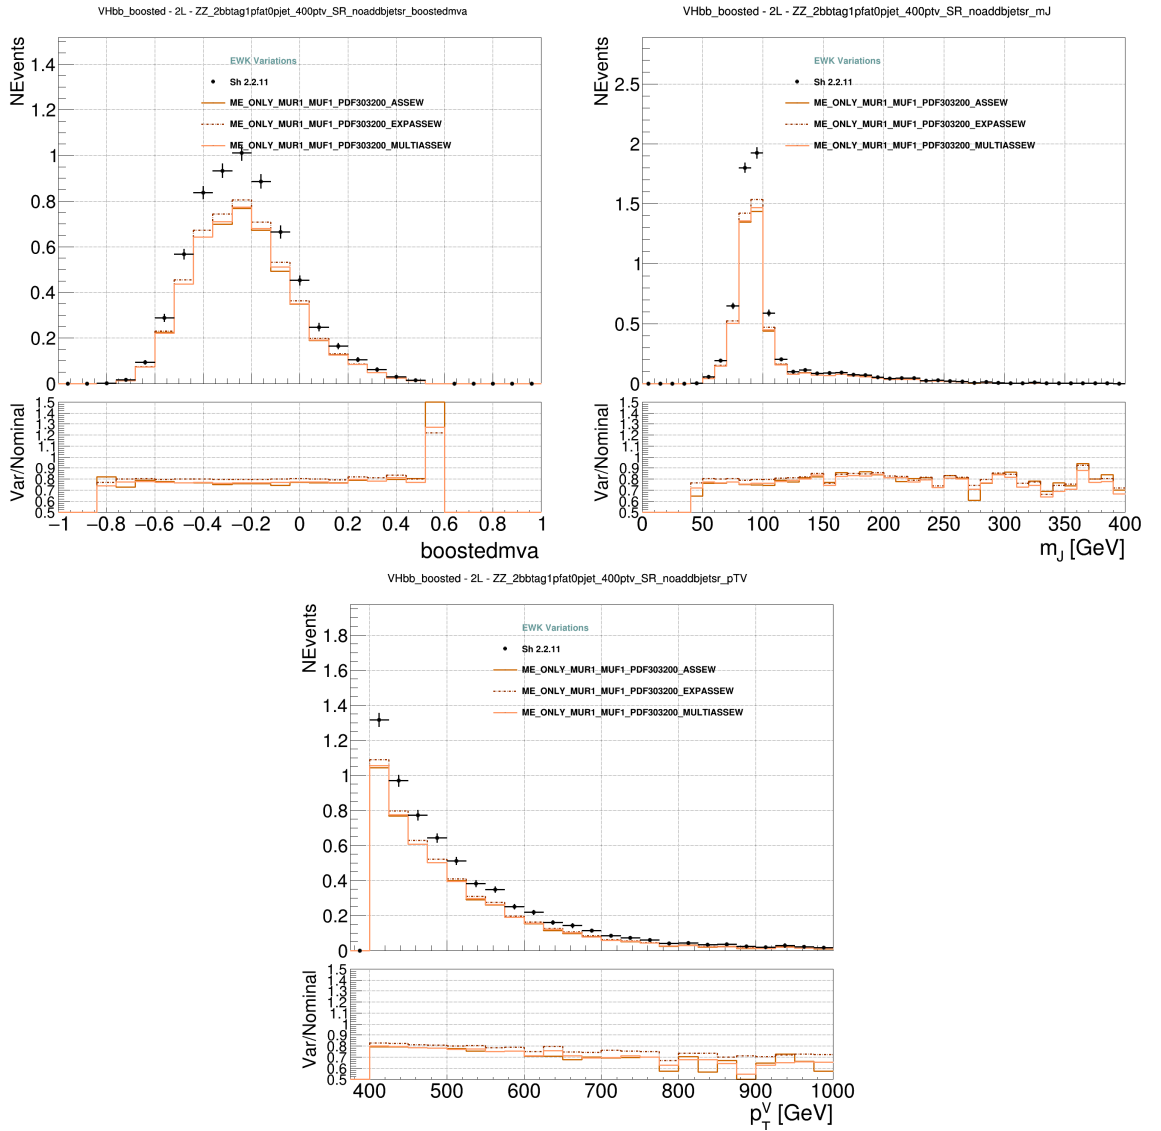 VHbb_boosted - 2L - ZZ_2bbtag1pfat0pjet_400ptv_SR_noaddbjetsr_boostedmva
NEvents
1.4
1.2
1
0.8
0.6
0.4
0.2
0
EWK Variations
Sh 2.2.11
ME_ONLY_MUR1_MUF1_PDF303200_ASSEW
ME_ONLY_MUR1_MUF1_PDF303200_EXPASSEW
ME_ONLY_MUR1_MUF1_PDF303200_MULTIASSEW
Var/Nominal
1.5
1.4
1.3
1.2
1.1
1
0.9
0.8
0.7
0.6
0.5
−1 −0.8 −0.6 −0.4 −0.2 0 0.2 0.4 0.6 0.8 1
boostedmva
VHbb_boosted - 2L - ZZ_2bbtag1pfat0pjet_400ptv_SR_noaddbjetsr_mJ
NEvents
2.5
2
1.5
1
0.5
0
EWK Variations
Sh 2.2.11
ME_ONLY_MUR1_MUF1_PDF303200_ASSEW
ME_ONLY_MUR1_MUF1_PDF303200_EXPASSEW
ME_ONLY_MUR1_MUF1_PDF303200_MULTIASSEW
Var/Nominal
1.5
1.4
1.3
1.2
1.1
1
0.9
0.8
0.7
0.6
0.5
0 50 100 150 200 250 300 350 400
m_J [GeV]
VHbb_boosted - 2L - ZZ_2bbtag1pfat0pjet_400ptv_SR_noaddbjetsr_pTV
NEvents
1.8
1.6
1.4
1.2
1
0.8
0.6
0.4
0.2
0
EWK Variations
Sh 2.2.11
ME_ONLY_MUR1_MUF1_PDF303200_ASSEW
ME_ONLY_MUR1_MUF1_PDF303200_EXPASSEW
ME_ONLY_MUR1_MUF1_PDF303200_MULTIASSEW
Var/Nominal
1.5
1.4
1.3
1.2
1.1
1
0.9
0.8
0.7
0.6
0.5
400 500 600 700 800 900 1000
p_T^V [GeV]